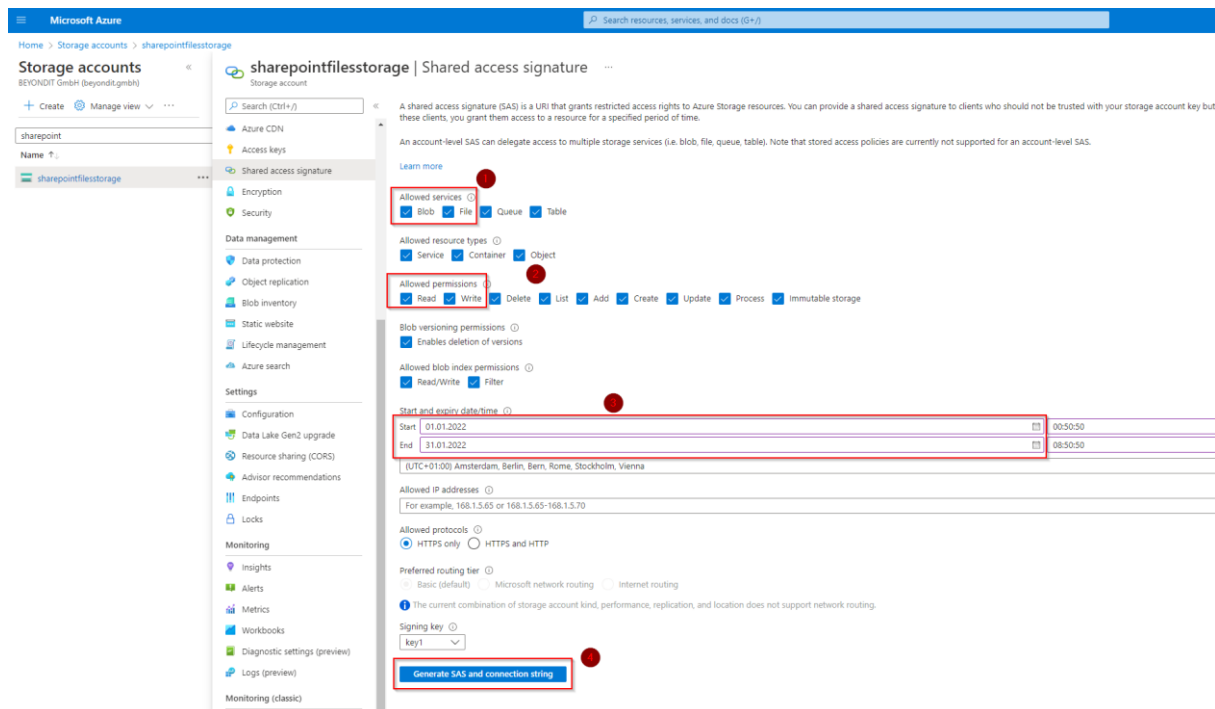 Microsoft Azure
Search resources, services, and docs (G+/)
Home > Storage accounts > sharepointfilesstorage
Storage accounts «
BEYONDIT GmbH (beyondit.gmbh)
+ Create Manage view ...
sharepoint
Name ↑↓
sharepointfilesstorage ...
sharepointfilesstorage | Shared access signature ...
Storage account
Search (Ctrl+/) «
Azure CDN
Access keys
Shared access signature
Encryption
Security
Data management
Data protection
Object replication
Blob inventory
Static website
Lifecycle management
Azure search
Settings
Configuration
Data Lake Gen2 upgrade
Resource sharing (CORS)
Advisor recommendations
Endpoints
Locks
Monitoring
Insights
Alerts
Metrics
Workbooks
Diagnostic settings (preview)
Logs (preview)
Monitoring (classic)
A shared access signature (SAS) is a URI that grants restricted access rights to Azure Storage resources. You can provide a shared access signature to clients who should not be trusted with your storage account key but
these clients, you grant them access to a resource for a specified period of time.
An account-level SAS can delegate access to multiple storage services (i.e. blob, file, queue, table). Note that stored access policies are currently not supported for an account-level SAS.
Learn more
1
Allowed services
Blob File Queue Table
Allowed resource types
Service Container Object
2
Allowed permissions
Read Write Delete List Add Create Update Process Immutable storage
Blob versioning permissions
Enables deletion of versions
Allowed blob index permissions
Read/Write Filter
3
Start and expiry date/time
Start 01.01.2022 00:50:50
End 31.01.2022 08:50:50
(UTC+01:00) Amsterdam, Berlin, Bern, Rome, Stockholm, Vienna
Allowed IP addresses
For example, 168.1.5.65 or 168.1.5.65-168.1.5.70
Allowed protocols
HTTPS only HTTPS and HTTP
Preferred routing tier
Basic (default) Microsoft network routing Internet routing
The current combination of storage account kind, performance, replication, and location does not support network routing.
Signing key
key1
4
Generate SAS and connection string